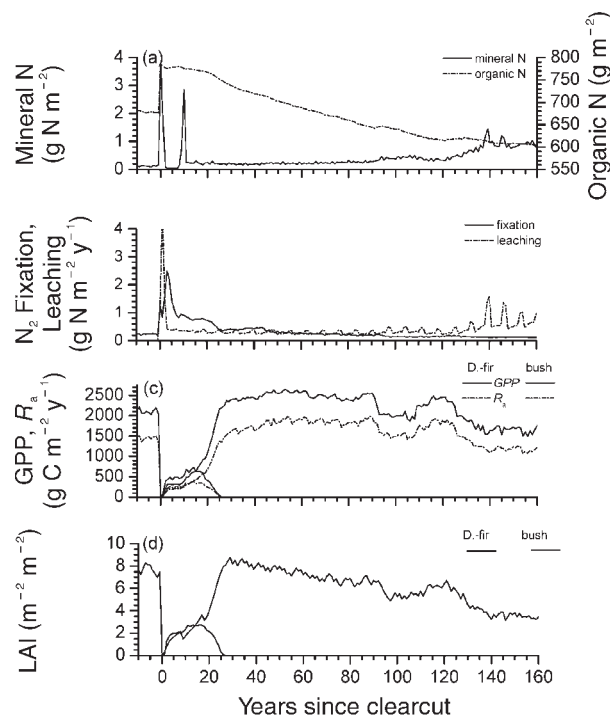 (a)
mineral N
organic N
Mineral N
(g N m−2)
4
3
2
1
0
Organic N (g m−2)
800
750
700
650
600
550
fixation
leaching
N2 Fixation,
Leaching
(g N m−2 y−1)
4
3
2
1
0
(c)
D.-fir bush
GPP
Ra
GPP, Ra
(g C m−2 y−1)
2500
2000
1500
1000
500
0
(d)
D.-fir bush
LAI (m−2 m−2)
10
8
6
4
2
0
0 20 40 60 80 100 120 140 160
Years since clearcut